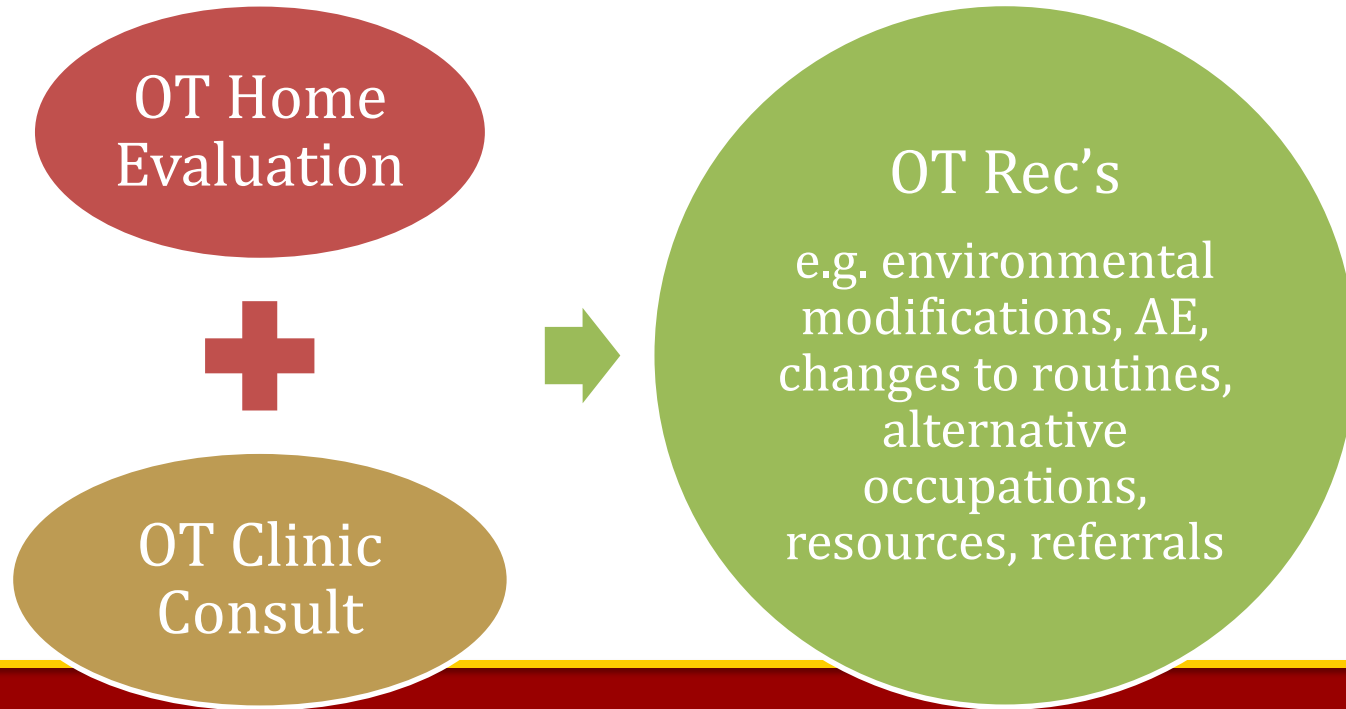 OT Home
Evaluation
OT Clinic
Consult
OT Rec’s
e.g. environmental
modifications, AE,
changes to routines,
alternative
occupations,
resources, referrals